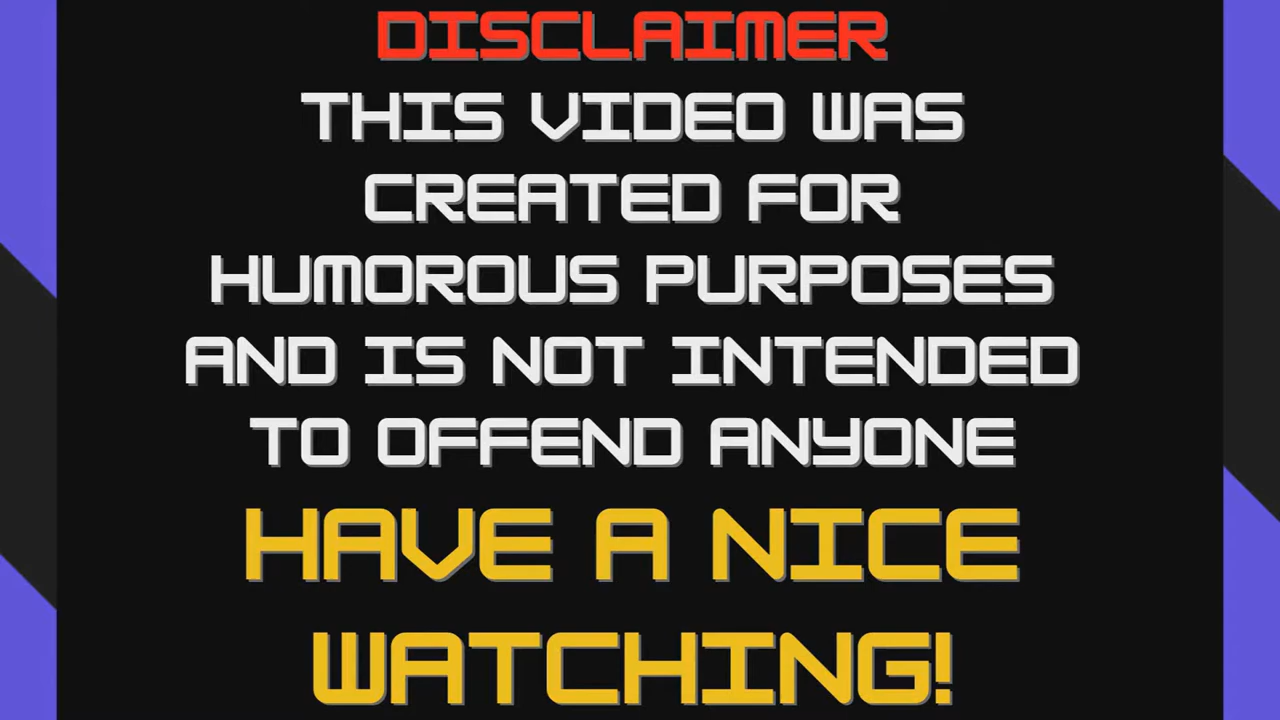 DISCLAIMER
THIS VIDEO WAS
CREATED FOR
HUMOROUS PURPOSES
AND IS NOT INTENDED
TO OFFEND ANYONE
HAVE A NICE
WATCHING!